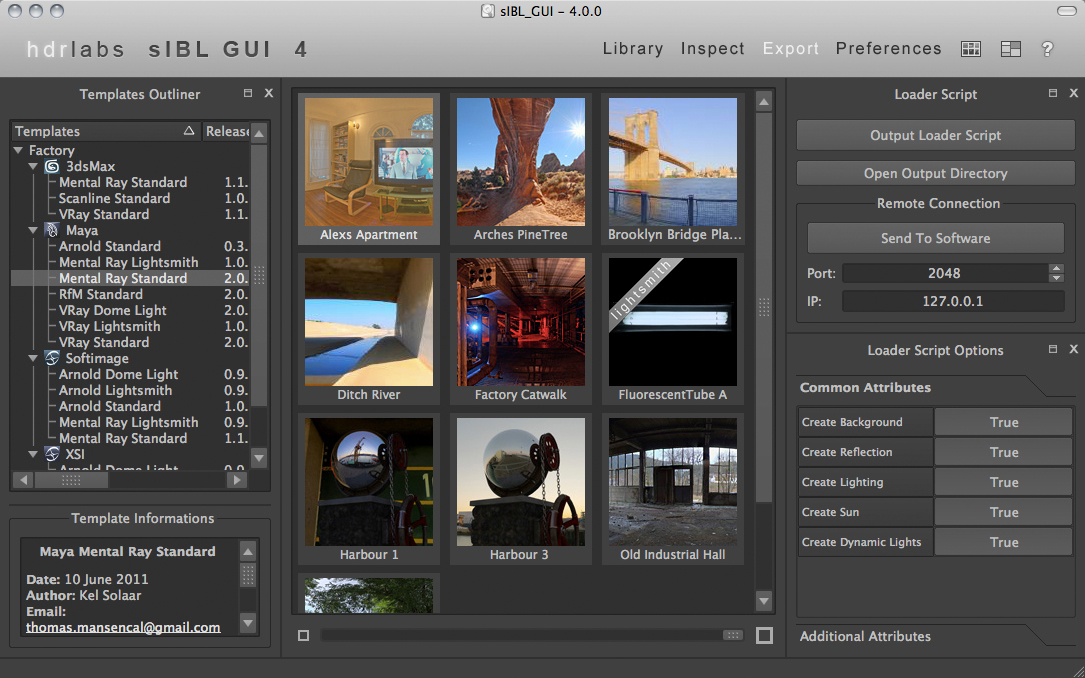 sIBL_GUI – 4.0.0
hdrlabs sIBL GUI 4
Library Inspect Export Preferences ?
Templates Outliner
Templates Release
Factory
3dsMax
Mental Ray Standard 1.1.
Scanline Standard 1.0.
VRay Standard 1.1.
Maya
Arnold Standard 0.3.
Mental Ray Lightsmith 1.0.
Mental Ray Standard 2.0.
RfM Standard 2.0.
VRay Dome Light 2.0.
VRay Lightsmith 1.0.
VRay Standard 2.0.
Softimage
Arnold Dome Light 0.9.
Arnold Lightsmith 0.9.
Arnold Standard 1.0.
Mental Ray Lightsmith 0.9.
Mental Ray Standard 1.1.
XSI
Arnold Dome Light 0.9.
Template Informations
Maya Mental Ray Standard
Date: 10 June 2011
Author: Kel Solaar
Email:
thomas.mansencal@gmail.com
Alexs Apartment
Arches PineTree
Brooklyn Bridge Pla...
Ditch River
Factory Catwalk
lightsmith
FluorescentTube A
Harbour 1
Harbour 3
Old Industrial Hall
Loader Script
Output Loader Script
Open Output Directory
Remote Connection
Send To Software
Port: 2048
IP: 127.0.0.1
Loader Script Options
Common Attributes
Create Background True
Create Reflection True
Create Lighting True
Create Sun True
Create Dynamic Lights True
Additional Attributes